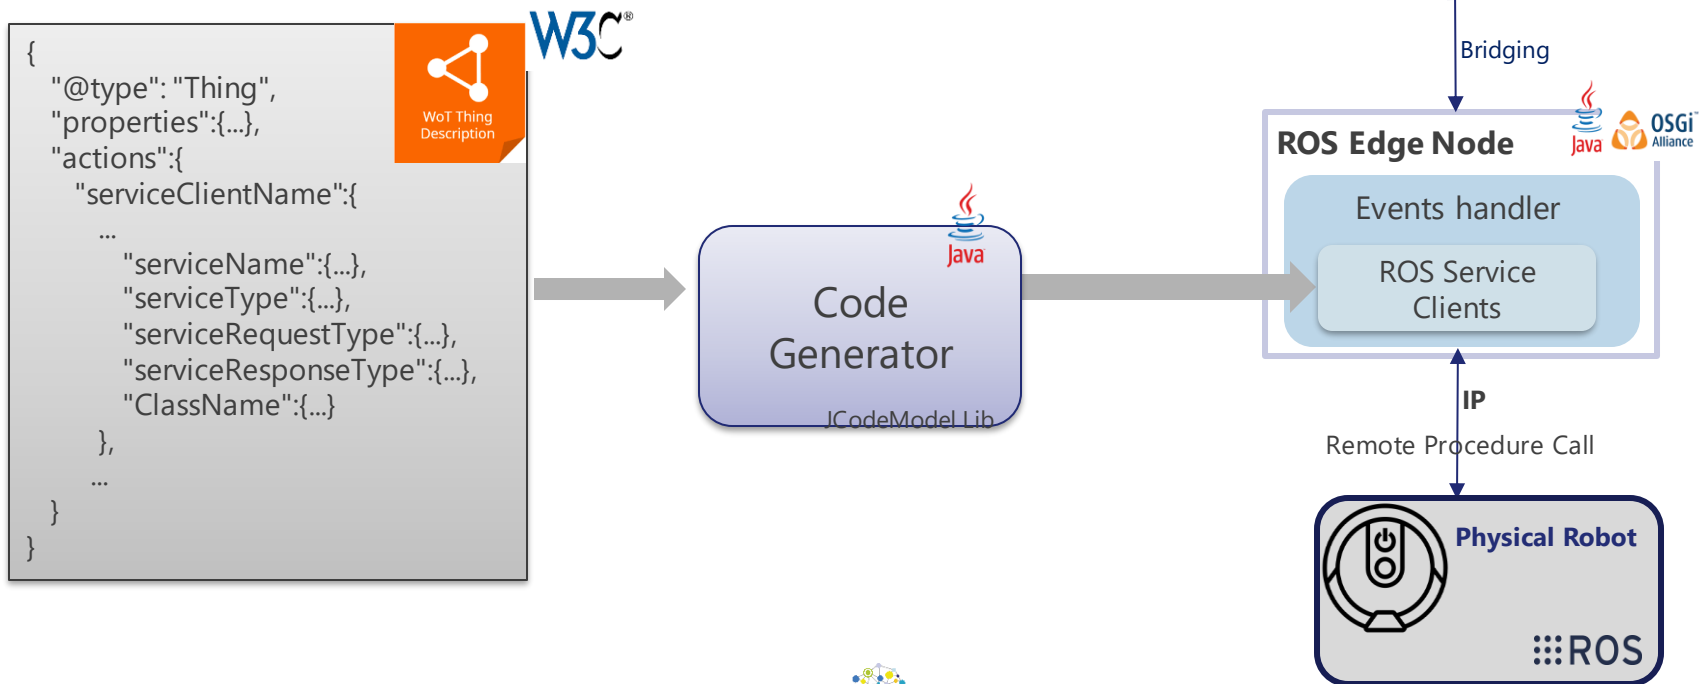 {
"@type": "Thing",
"properties":{...},
"actions":{
"serviceClientName":{
...
"serviceName":{...},
"serviceType":{...},
"serviceRequestType":{...},
"serviceResponseType":{...},
"ClassName":{...}
},
...
}
}
WoT Thing
Description
W3C®
Java
Code
Generator
JCodeModel Lib
Bridging
ROS Edge Node
Java
OSGi™
Alliance
Events handler
ROS Service
Clients
IP
Remote Procedure Call
Physical Robot
ROS